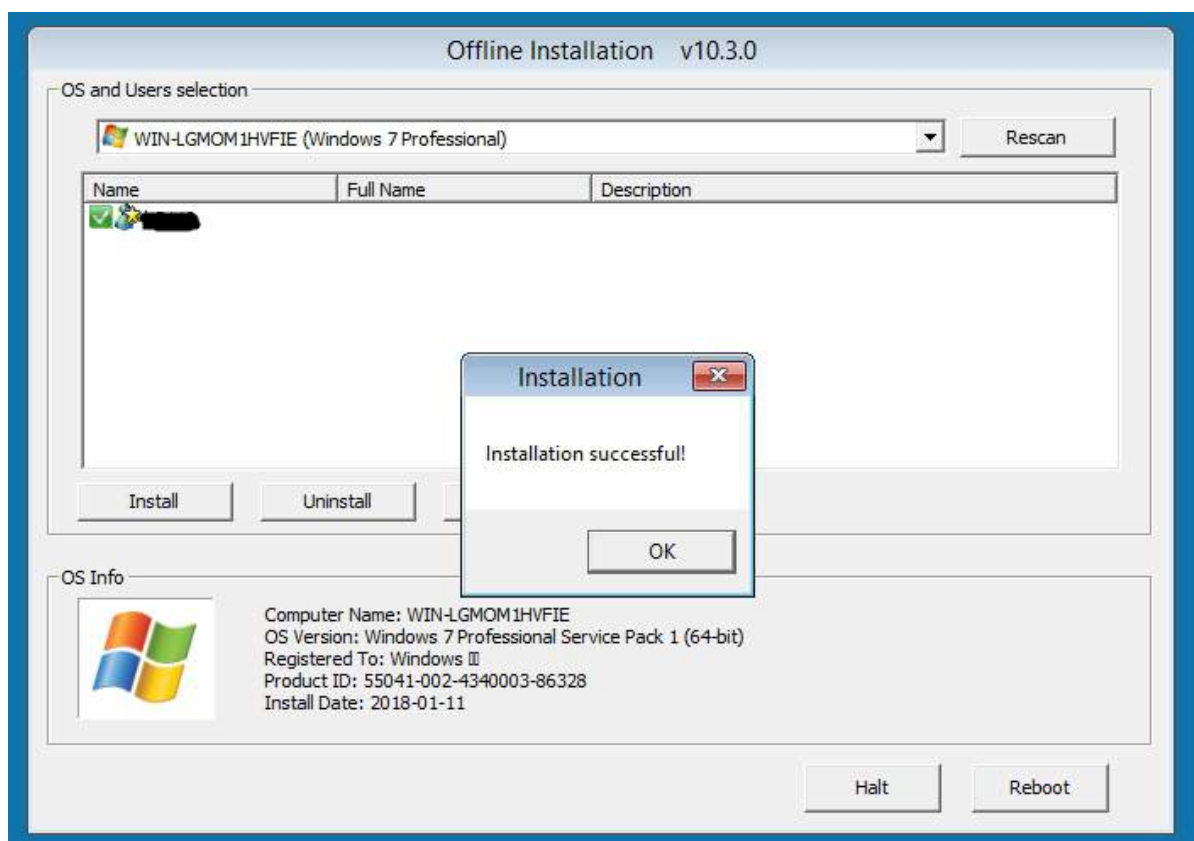 Offline Installation v10.3.0
OS and Users selection
WIN-LGMOM1HVFIE (Windows 7 Professional)
Rescan
Name Full Name Description
Installation
Installation successful!
Install Uninstall
OK
OS Info
Computer Name: WIN-LGMOM1HVFIE
OS Version: Windows 7 Professional Service Pack 1 (64-bit)
Registered To: Windows
Product ID: 55041-002-4340003-86328
Install Date: 2018-01-11
Halt Reboot